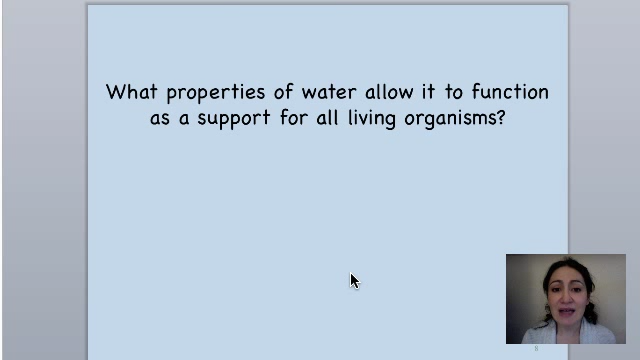 What properties of water allow it to function
as a support for all living organisms?